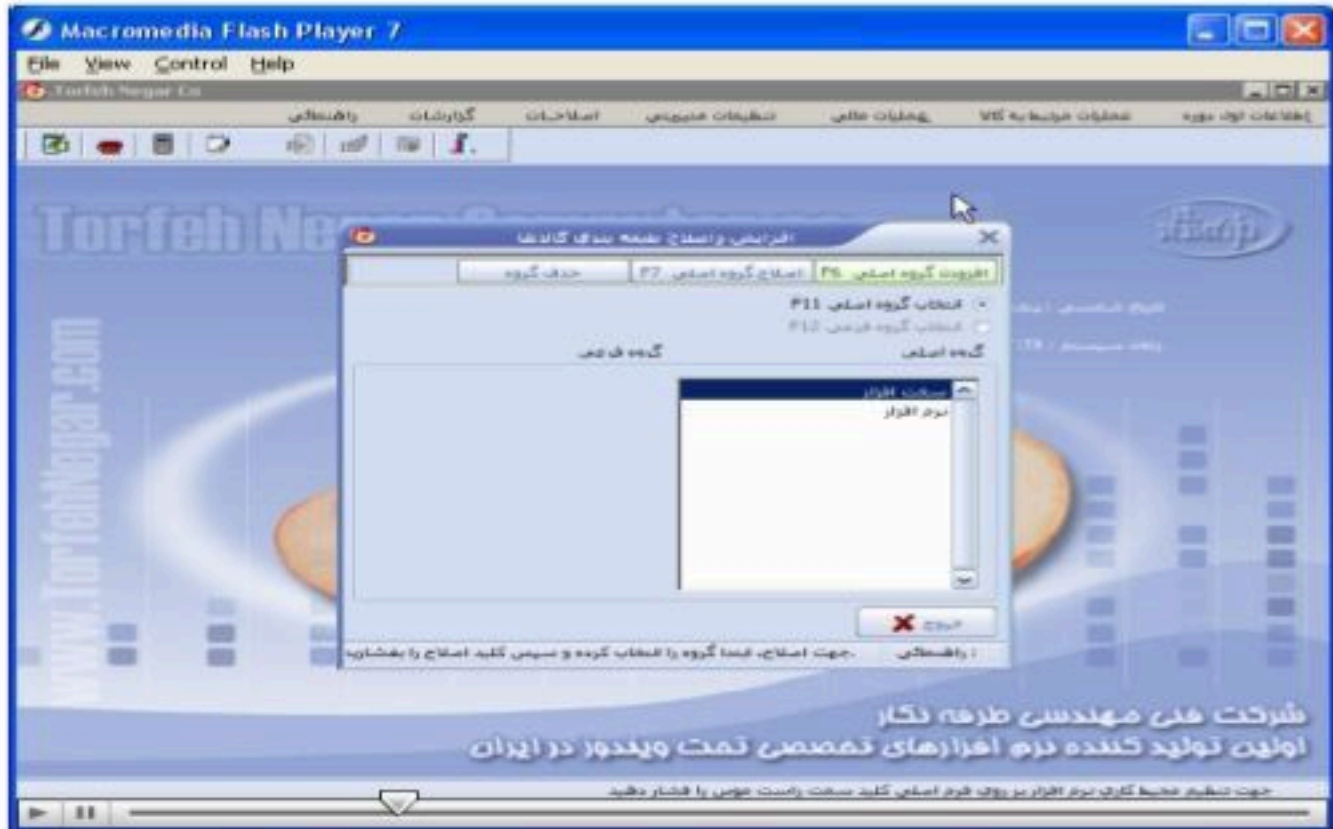 Macromedia Flash Player 7
File View Control Help
Torfeh Negar Co
اطلاعات اول دوره عملیات مرتبط به کالا عملیات مالی تنظیمات مدیریتی اصلاحات گزارشات راهنمائی
Torfeh Negar
www.TorfehNegar.com
افزایش واصلاح طبقه بندی کالاها
افزودن گروه اصلی F6 اصلاح گروه اصلی F7 حذف گروه
انتخاب گروه اصلی F11
انتخاب گروه فرعی F12
گروه اصلی گروه فرعی
سخت افزار
نرم افزار
خروج
راهنمائی : جهت اصلاح، ابتدا گروه را انتخاب کرده و سپس کلید اصلاح را بفشارید
شرکت فنی مهندسی طرفه نگار
اولین تولید کننده نرم افزارهای تخصصی تحت ویندوز در ایران
جهت تنظیم محیط کاری نرم افزار بر روی فرم اصلی کلید سمت راست موس را فشار دهید